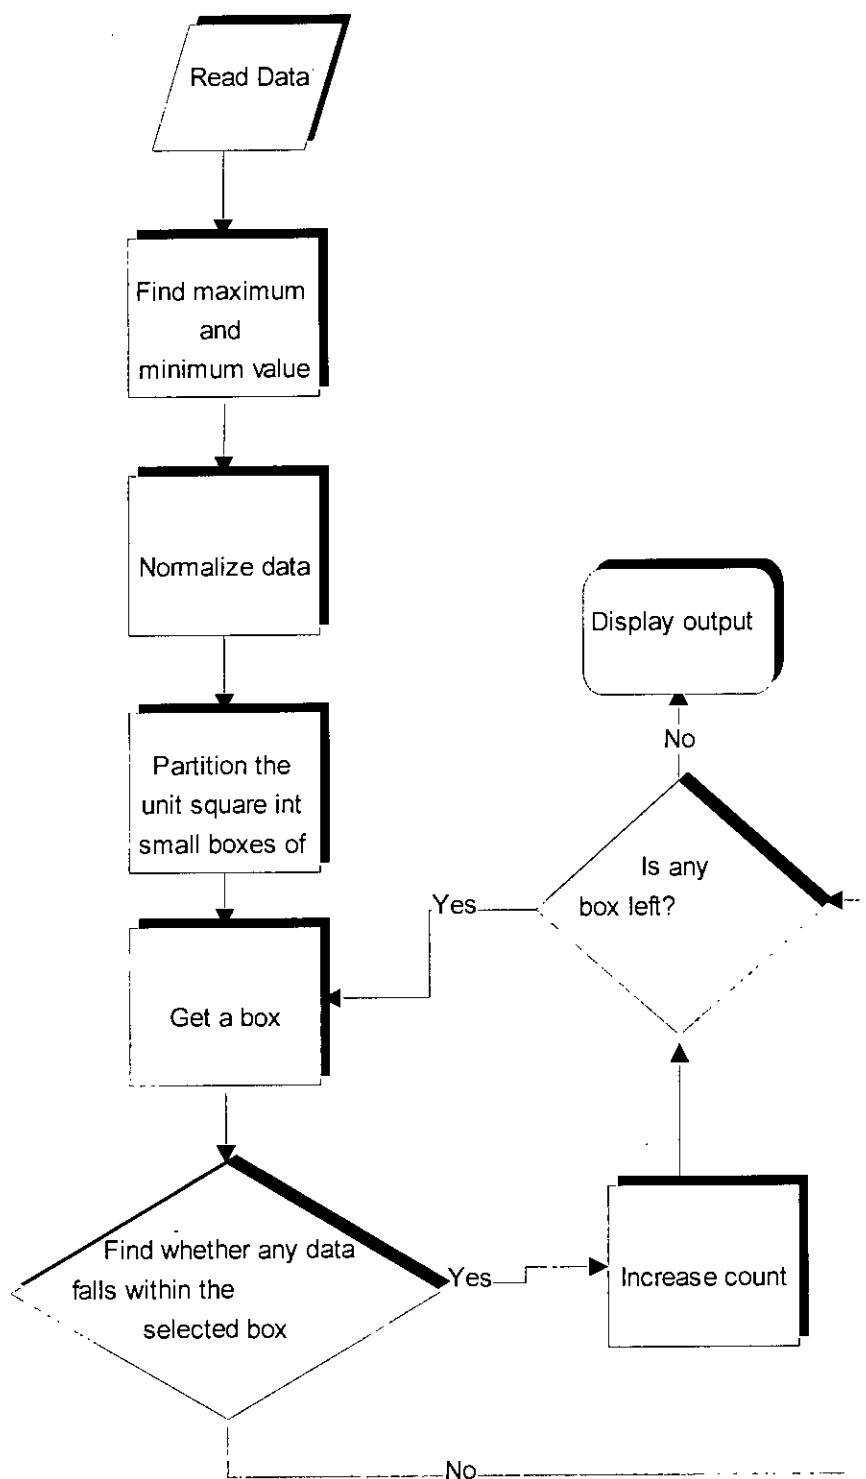 Read Data
Find maximum
and
minimum value
Normalize data
Partition the
unit square int
small boxes of
Get a box
Find whether any data
falls within the
selected box
Yes
Increase count
No
Is any
box left?
Yes
No
Display output